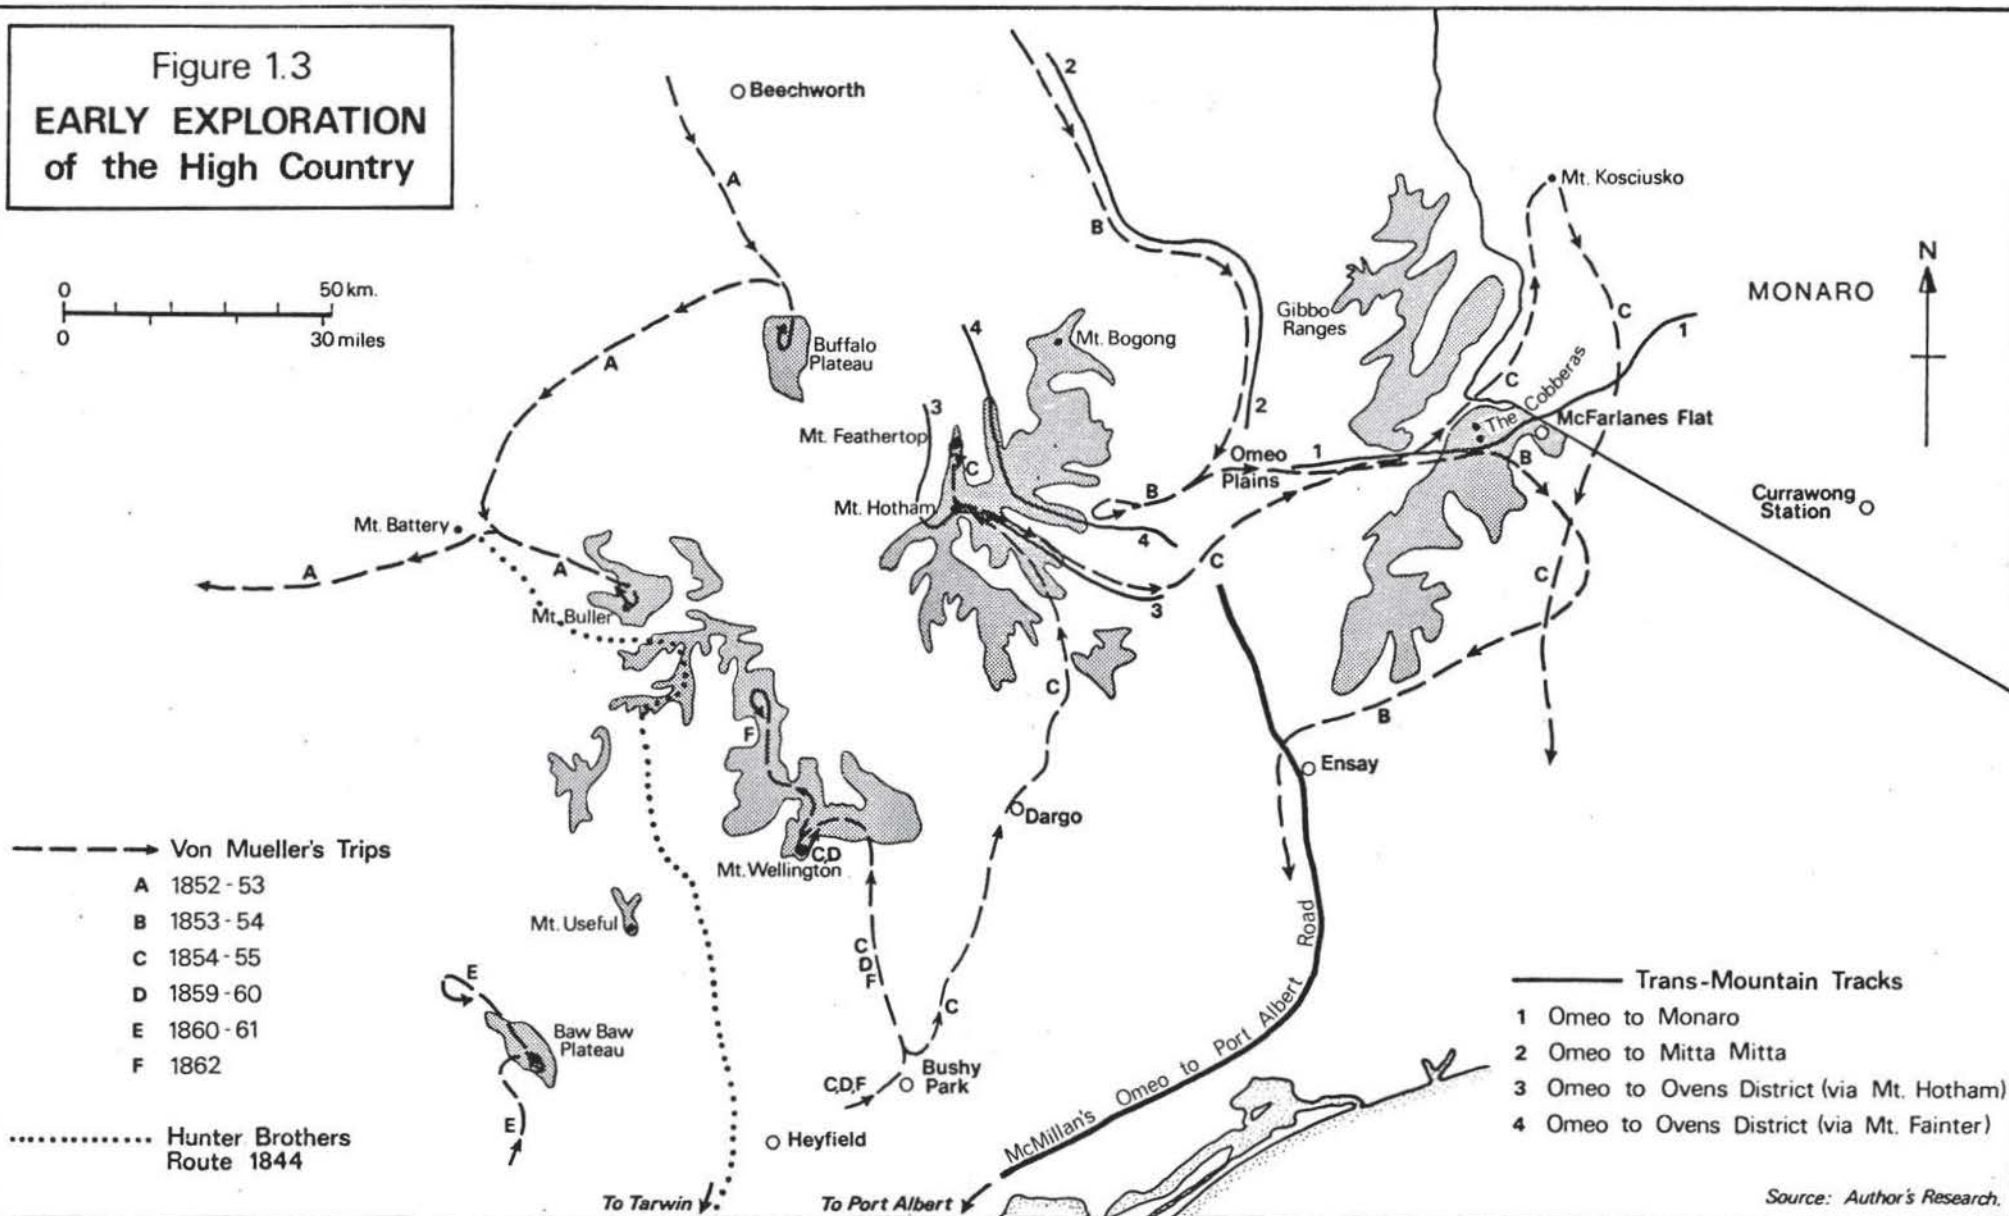 Figure 1.3
EARLY EXPLORATION
of the High Country
0 50 km.
0 30 miles
Beechworth
A
2
B
Mt. Kosciusko
N
MONARO
C
1
Gibbo
Ranges
Buffalo
Plateau
A
4
Mt. Bogong
3
2
C
The Cobberas
McFarlanes Flat
Mt. Feathertop
C
Omeo
Plains
1
B
B
Mt. Hotham
Currawong
Station
Mt. Battery
4
A
A
C
C
3
Mt. Buller
C
B
F
Ensay
Dargo
C,D
Mt. Wellington
Mt. Useful
C
D
F
C
Road
E
Baw Baw
Plateau
Bushy
Park
C,D,F
E
Heyfield
McMillan's Omeo to Port Albert
To Tarwin
To Port Albert
Von Mueller's Trips
A 1852-53
B 1853-54
C 1854-55
D 1859-60
E 1860-61
F 1862
Hunter Brothers
Route 1844
Trans-Mountain Tracks
1 Omeo to Monaro
2 Omeo to Mitta Mitta
3 Omeo to Ovens District (via Mt. Hotham)
4 Omeo to Ovens District (via Mt. Fainter)
Source: Author's Research.